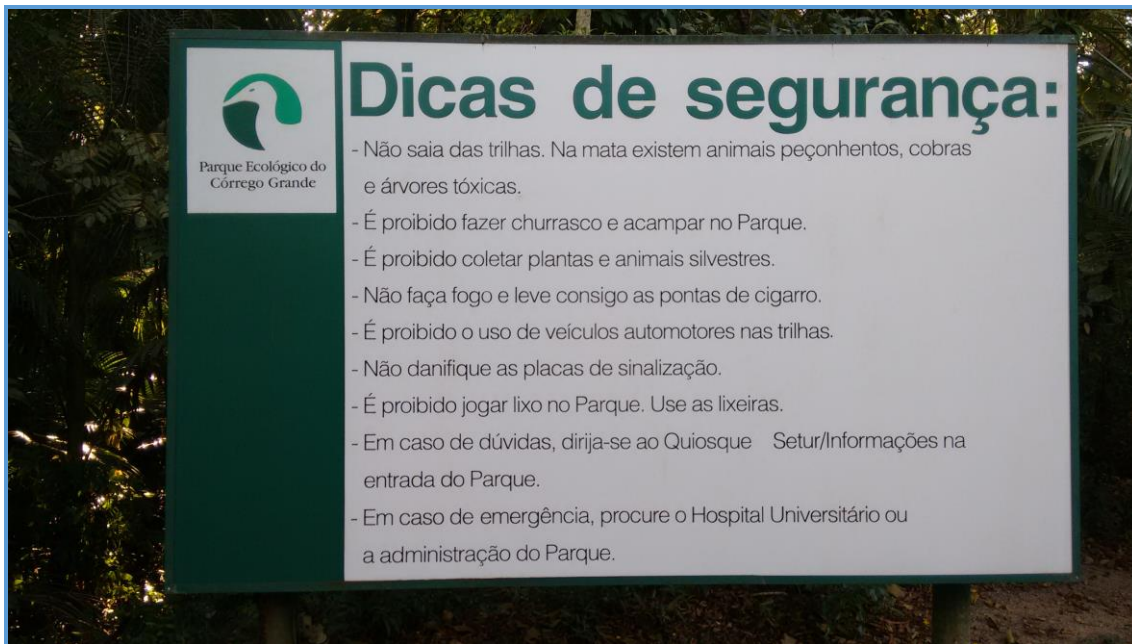 Parque Ecológico do
Córrego Grande
Dicas de segurança:
- Não saia das trilhas. Na mata existem animais peçonhentos, cobras
e árvores tóxicas.
- É proibido fazer churrasco e acampar no Parque.
- É proibido coletar plantas e animais silvestres.
- Não faça fogo e leve consigo as pontas de cigarro.
- É proibido o uso de veículos automotores nas trilhas.
- Não danifique as placas de sinalização.
- É proibido jogar lixo no Parque. Use as lixeiras.
- Em caso de dúvidas, dirija-se ao Quiosque Setur/Informações na
entrada do Parque.
- Em caso de emergência, procure o Hospital Universitário ou
a administração do Parque.